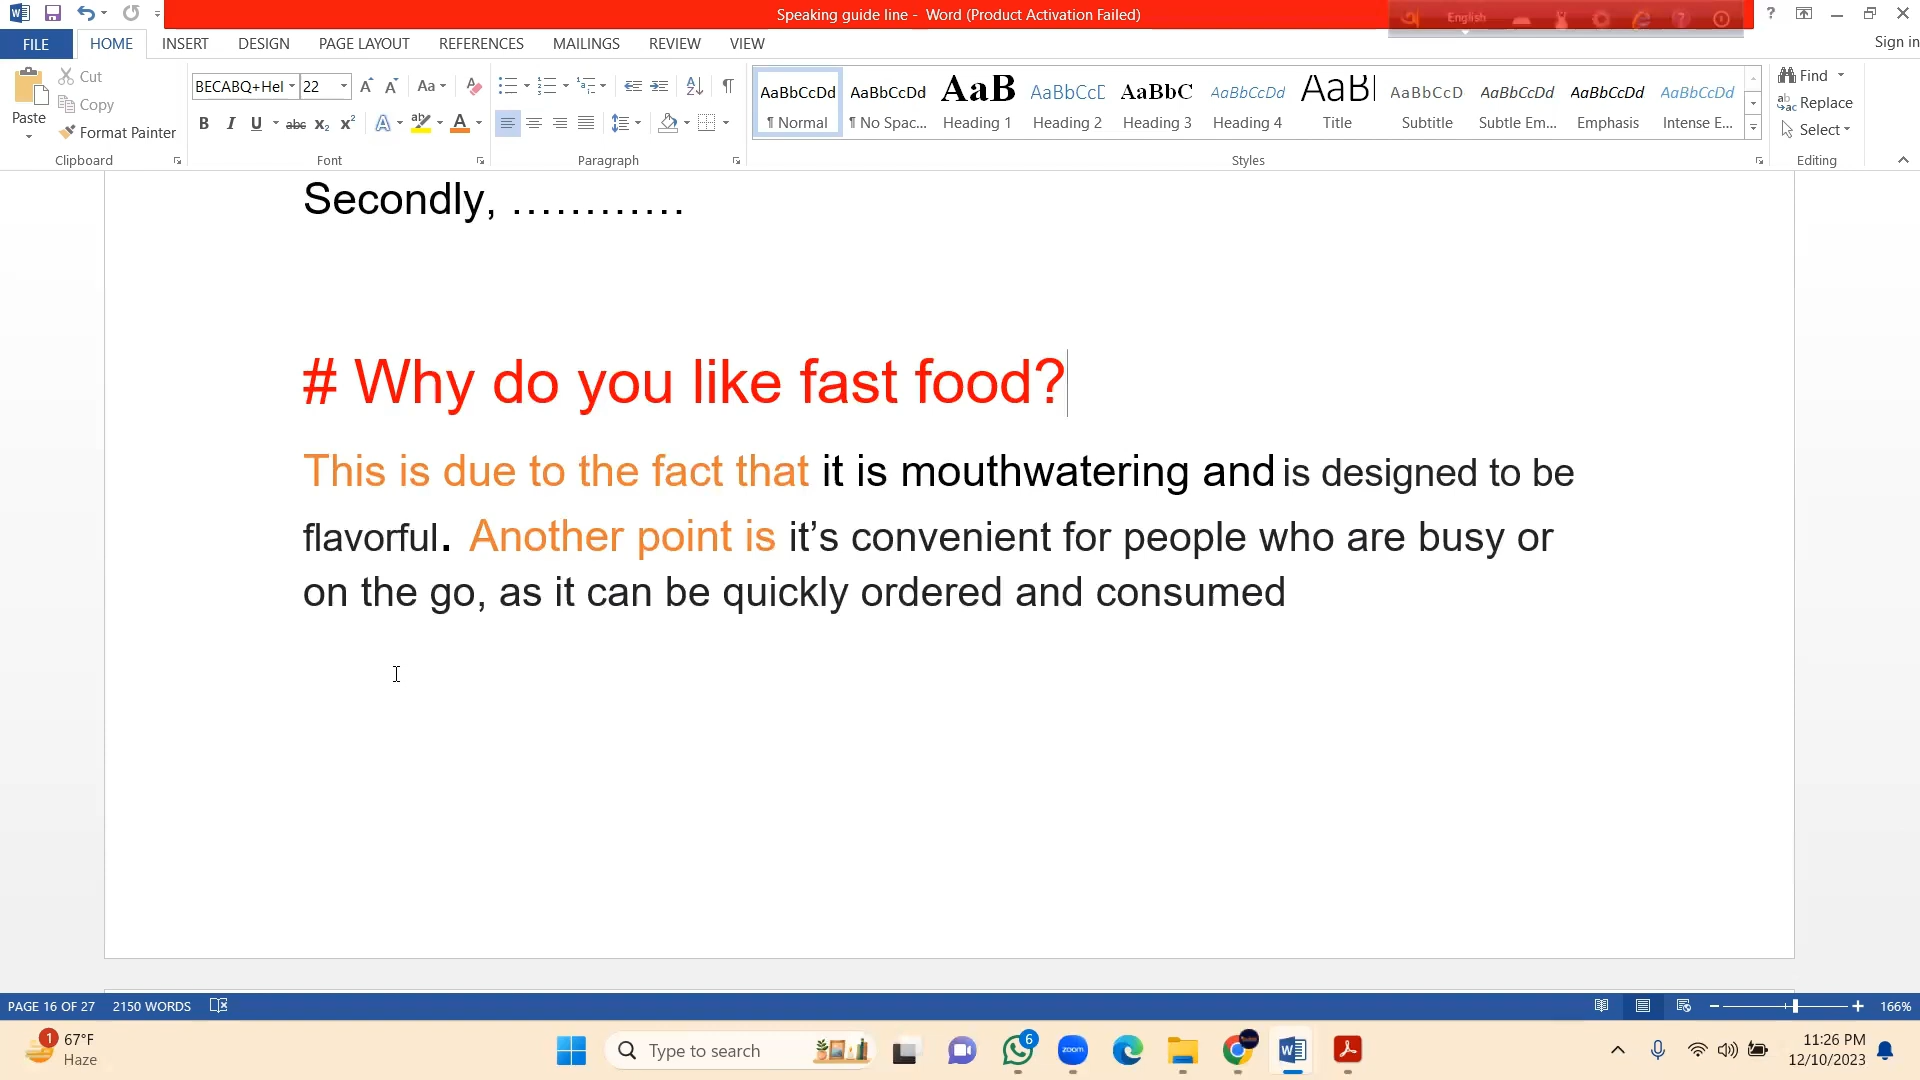 Speaking guide line - Word (Product Activation Failed)
English
Sign in
FILE HOME INSERT DESIGN PAGE LAYOUT REFERENCES MAILINGS REVIEW VIEW
Paste
Cut
Copy
Format Painter
Clipboard
BECABQ+Hel 22
Font
Paragraph
AaBbCcDd AaBbCcDd AaB AaBbCcD AaBbC AaBbCcDd AaBl AaBbCcD AaBbCcDd AaBbCcDd AaBbCcDd
¶ Normal ¶ No Spac... Heading 1 Heading 2 Heading 3 Heading 4 Title Subtitle Subtle Em... Emphasis Intense E...
Styles
Find
Replace
Select
Editing
Secondly, …………
# Why do you like fast food?
This is due to the fact that it is mouthwatering and is designed to be
flavorful. Another point is it’s convenient for people who are busy or
on the go, as it can be quickly ordered and consumed
PAGE 16 OF 27 2150 WORDS
166%
1
67°F
Haze
Type to search
6
zoom
11:26 PM
12/10/2023